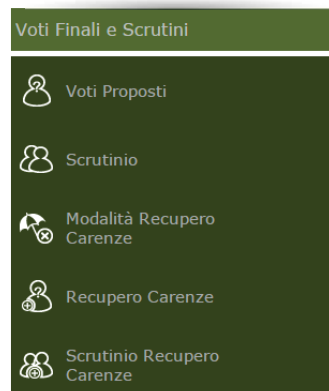 Voti Finali e Scrutini
Voti Proposti
Scrutinio
Modalità Recupero
Carenze
Recupero Carenze
Scrutinio Recupero
Carenze